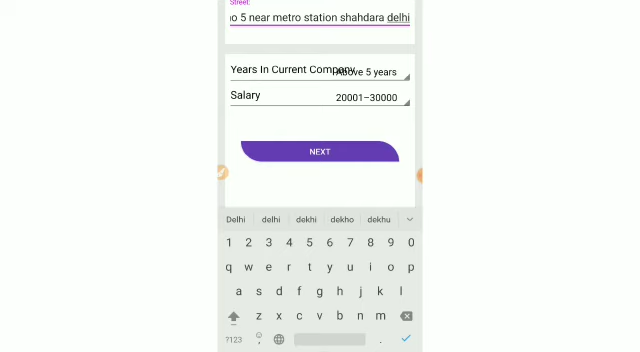 Street:
o 5 near metro station shahdara delhi
Years In Current Company
Above 5 years
Salary
20001–30000
NEXT
Delhi delhi dekhi dekho dekhu
1 2 3 4 5 6 7 8 9 0
q w e r t y u i o p
a s d f g h j k l
z x c v b n m
?123 , .